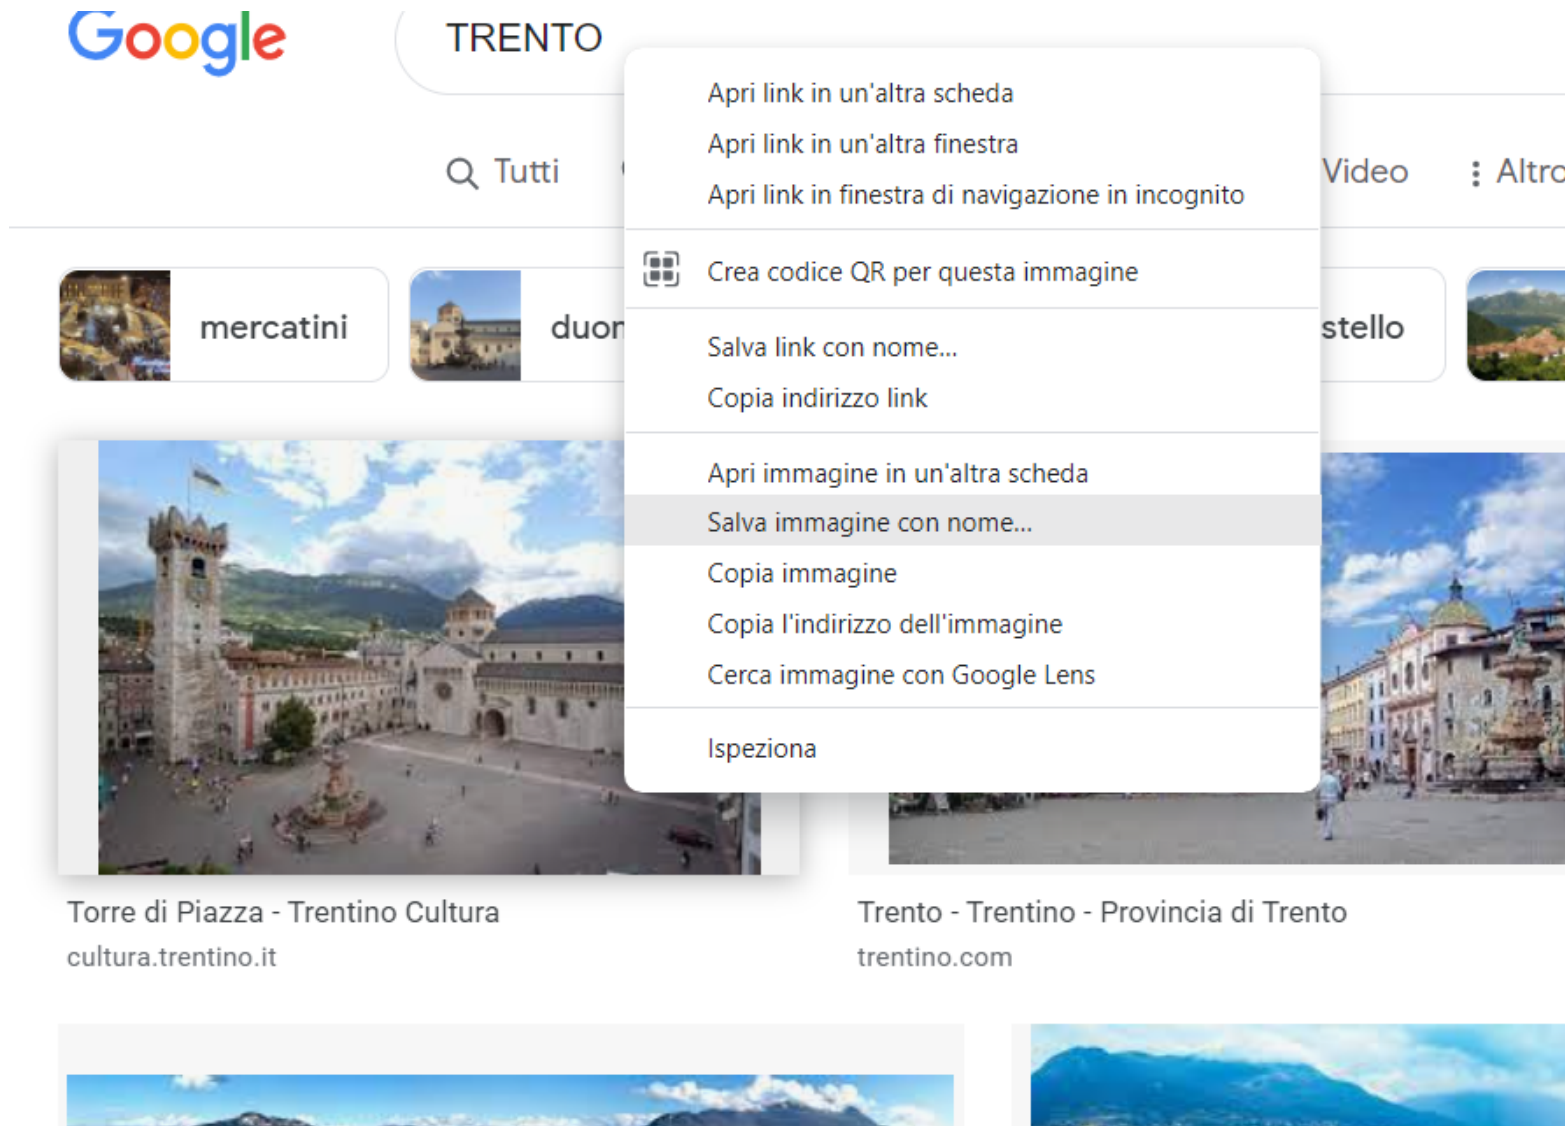 Google
TRENTO
Tutti
Video
Altro
mercatini
duom
stello
Apri link in un'altra scheda
Apri link in un'altra finestra
Apri link in finestra di navigazione in incognito
Crea codice QR per questa immagine
Salva link con nome...
Copia indirizzo link
Apri immagine in un'altra scheda
Salva immagine con nome...
Copia immagine
Copia l'indirizzo dell'immagine
Cerca immagine con Google Lens
Ispeziona
Torre di Piazza - Trentino Cultura
cultura.trentino.it
Trento - Trentino - Provincia di Trento
trentino.com